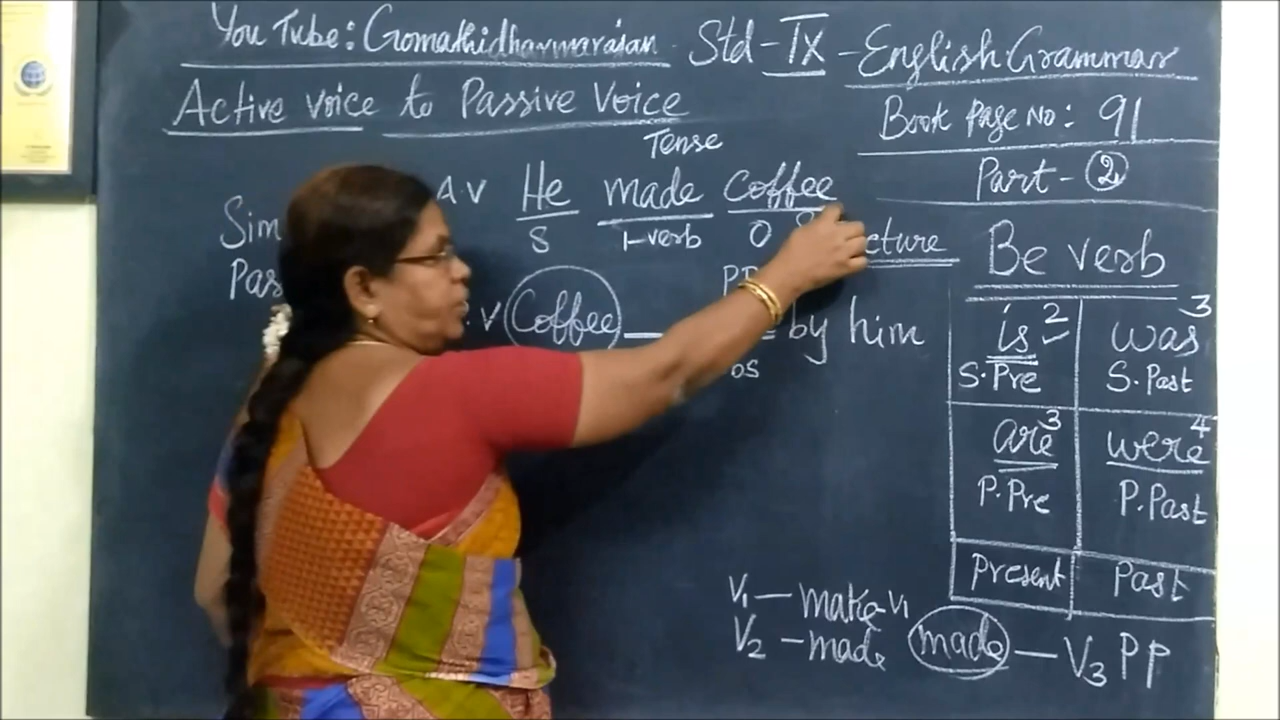 You Tube: Gomathidharmarajan Std - IX - English Grammar
Active Voice to Passive Voice
Book Page No: 91
Part - 2
Tense
A.V He made Coffee
S 1-verb O
Be verb
V Coffee by him
is 2 was 3
S.Pre S.Past
are 3 were 4
P.Pre P.Past
Present Past
V1 — make - V1
V2 - made made — V3 PP